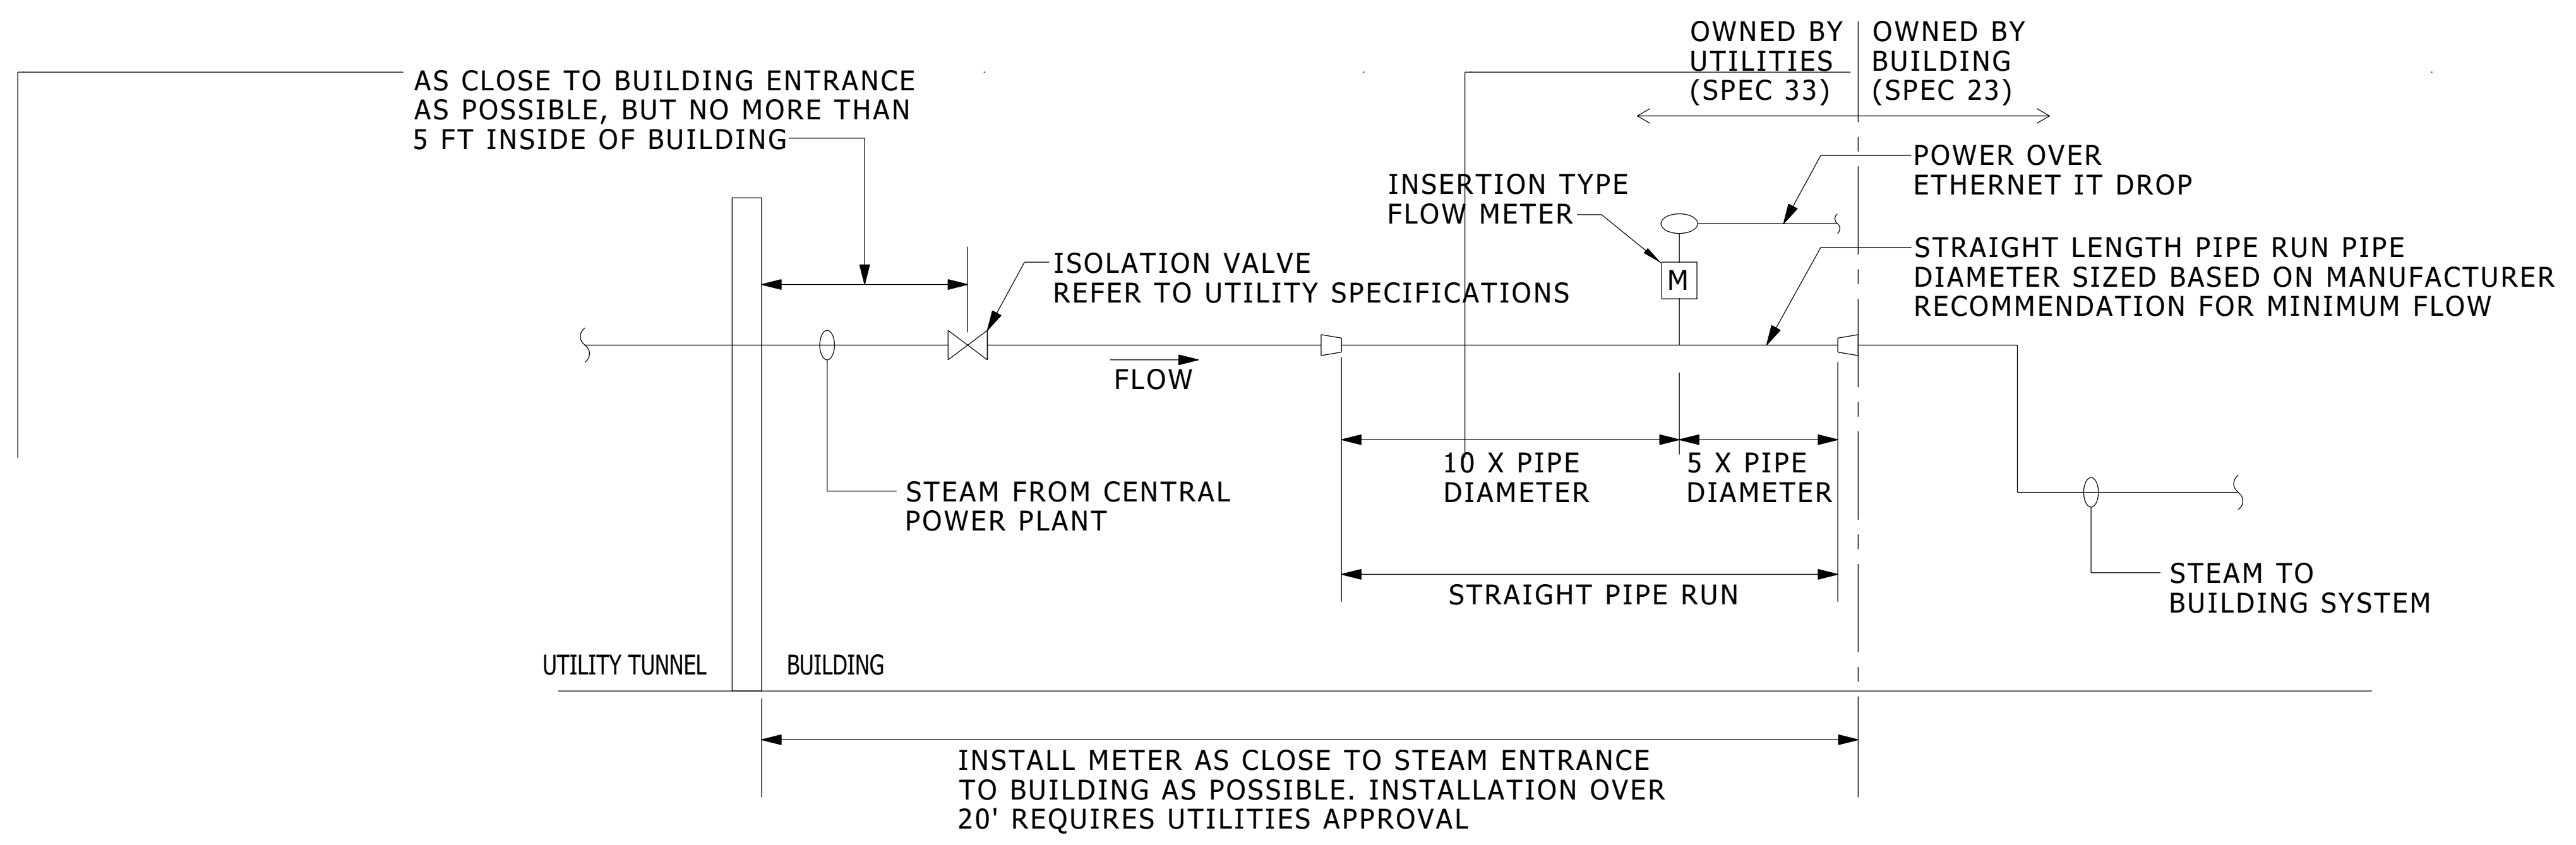 OWNED BY
UTILITIES
(SPEC 33)
OWNED BY
BUILDING
(SPEC 23)
AS CLOSE TO BUILDING ENTRANCE
AS POSSIBLE, BUT NO MORE THAN
5 FT INSIDE OF BUILDING
POWER OVER
ETHERNET IT DROP
INSERTION TYPE
FLOW METER
STRAIGHT LENGTH PIPE RUN PIPE
DIAMETER SIZED BASED ON MANUFACTURER
RECOMMENDATION FOR MINIMUM FLOW
ISOLATION VALVE
REFER TO UTILITY SPECIFICATIONS
M
FLOW
10 X PIPE
DIAMETER
5 X PIPE
DIAMETER
STEAM FROM CENTRAL
POWER PLANT
STRAIGHT PIPE RUN
STEAM TO
BUILDING SYSTEM
UTILITY TUNNEL
BUILDING
INSTALL METER AS CLOSE TO STEAM ENTRANCE
TO BUILDING AS POSSIBLE. INSTALLATION OVER
20' REQUIRES UTILITIES APPROVAL